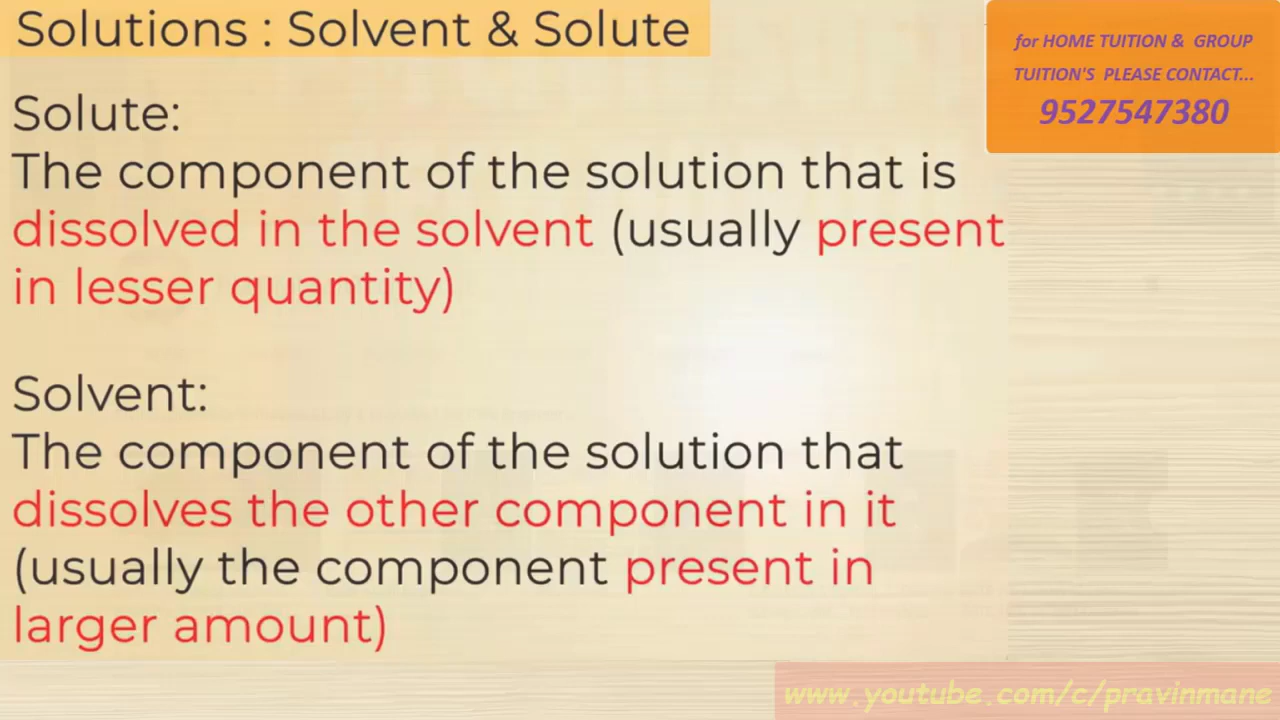 Solutions : Solvent & Solute
for HOME TUITION & GROUP
TUITION'S PLEASE CONTACT...
9527547380
Solute:
The component of the solution that is
dissolved in the solvent (usually present
in lesser quantity)
Solvent:
The component of the solution that
dissolves the other component in it
(usually the component present in
larger amount)
www.youtube.com/c/pravinmane